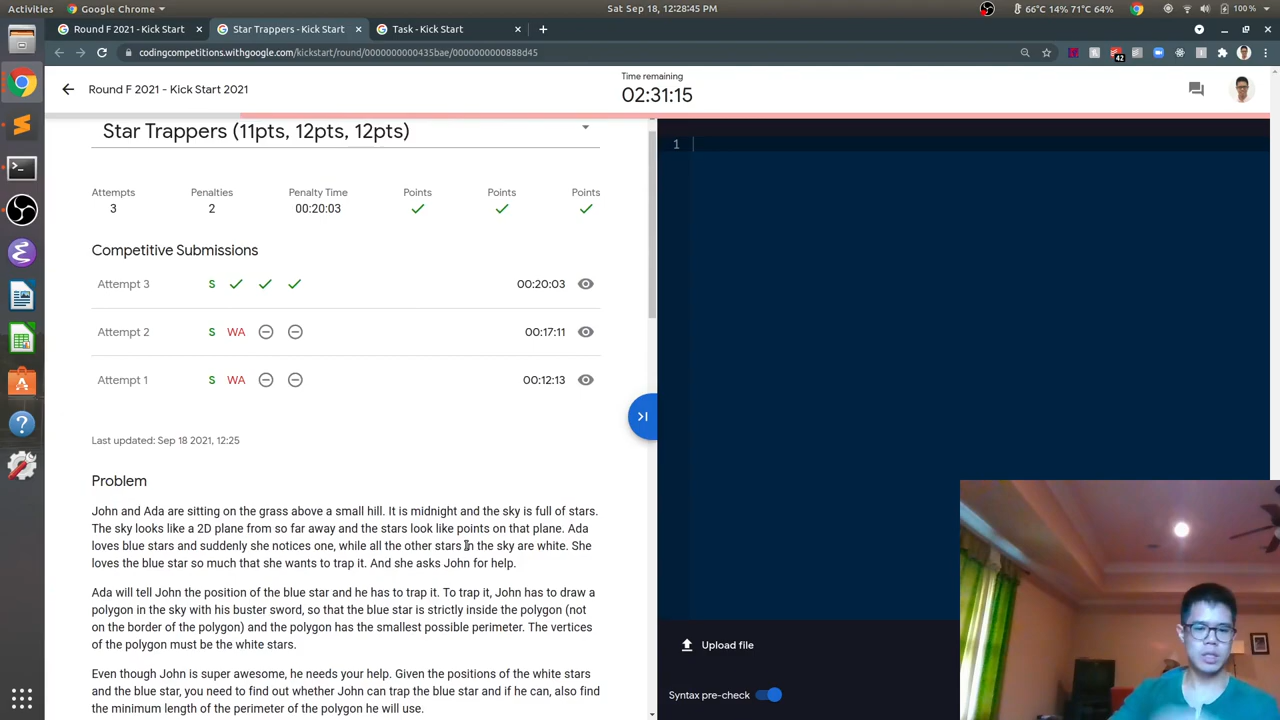 Activities
Google Chrome
Sat Sep 18, 12:28:45 PM
66°C 14% 71°C 64%
100 %
Round F 2021 - Kick Start
Star Trappers - Kick Start
Task - Kick Start
codingcompetitions.withgoogle.com/kickstart/round/0000000000435bae/0000000000888d45
42
Round F 2021 - Kick Start 2021
Time remaining
02:31:15
Star Trappers (11pts, 12pts, 12pts)
1
Attempts
Penalties
Penalty Time
Points
Points
Points
3
2
00:20:03
Competitive Submissions
Attempt 3
S
00:20:03
Attempt 2
S
WA
00:17:11
Attempt 1
S
WA
00:12:13
Last updated: Sep 18 2021, 12:25
Problem
John and Ada are sitting on the grass above a small hill. It is midnight and the sky is full of stars.
The sky looks like a 2D plane from so far away and the stars look like points on that plane. Ada
loves blue stars and suddenly she notices one, while all the other stars in the sky are white. She
loves the blue star so much that she wants to trap it. And she asks John for help.
Ada will tell John the position of the blue star and he has to trap it. To trap it, John has to draw a
polygon in the sky with his buster sword, so that the blue star is strictly inside the polygon (not
on the border of the polygon) and the polygon has the smallest possible perimeter. The vertices
of the polygon must be the white stars.
Even though John is super awesome, he needs your help. Given the positions of the white stars
and the blue star, you need to find out whether John can trap the blue star and if he can, also find
the minimum length of the perimeter of the polygon he will use.
Upload file
Syntax pre-check